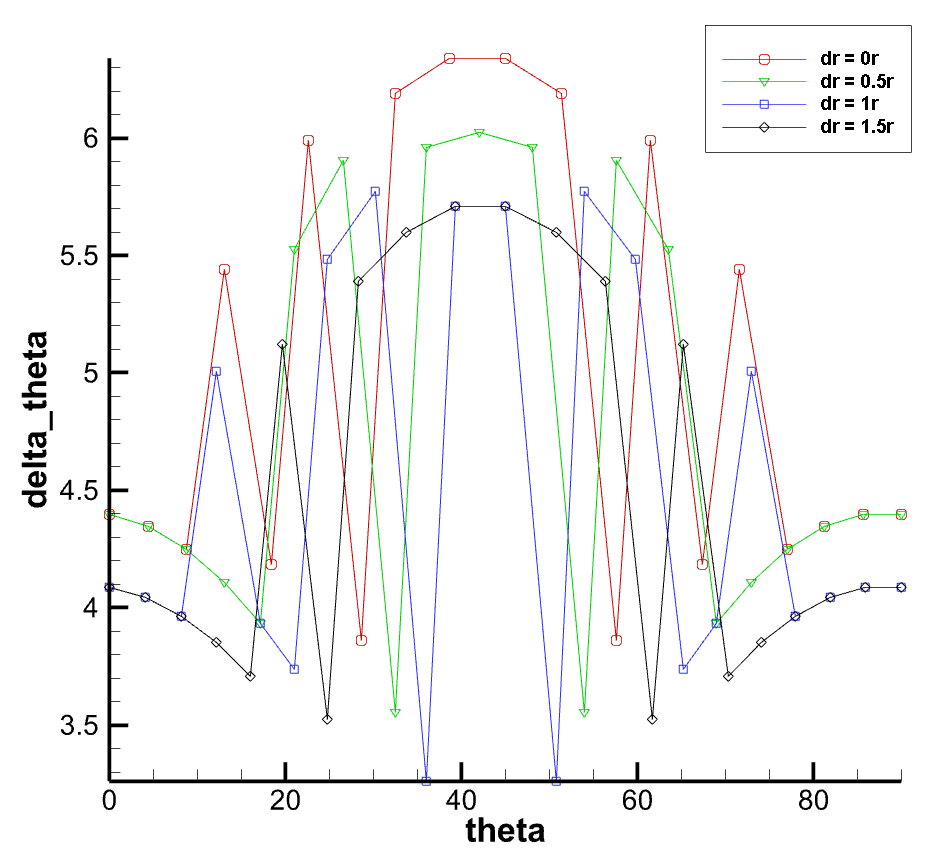 dr = 0r
dr = 0.5r
dr = 1r
dr = 1.5r
6
5.5
5
4.5
4
3.5
delta_theta
0 20 40 60 80
theta